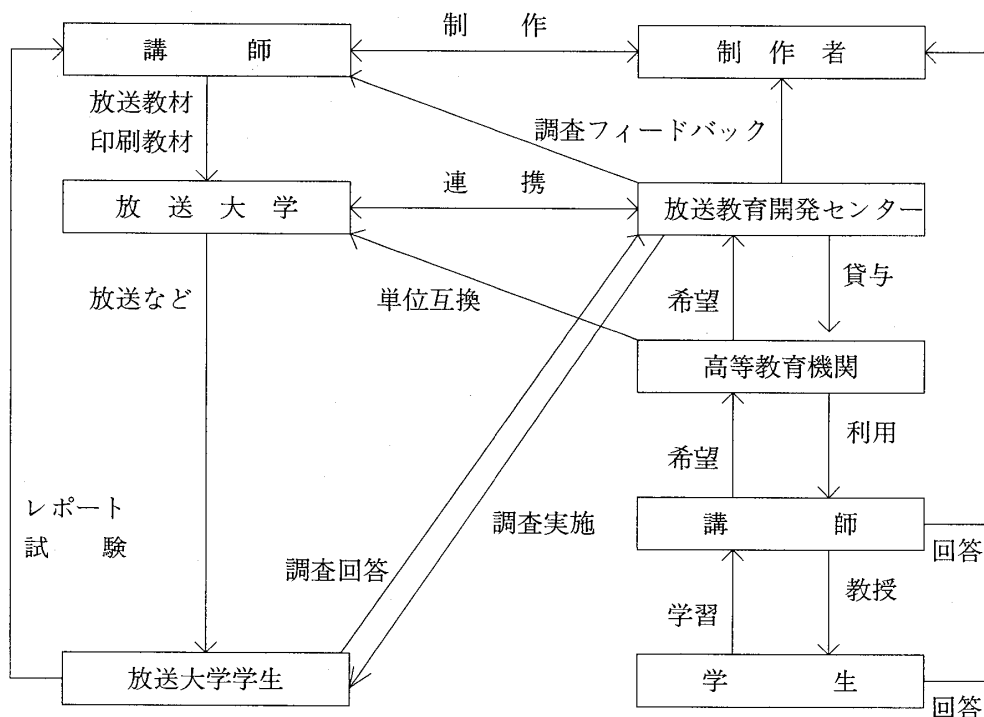 制　作
講　師
制　作　者
放送教材
印刷教材
調査フィードバック
連　携
放　送　大　学
放送教育開発センター
放送など
単位互換
希望
貸与
高等教育機関
希望
利用
レポート
試　験
調査実施
講　師
回答
調査回答
学習
教授
放送大学学生
学　生
回答